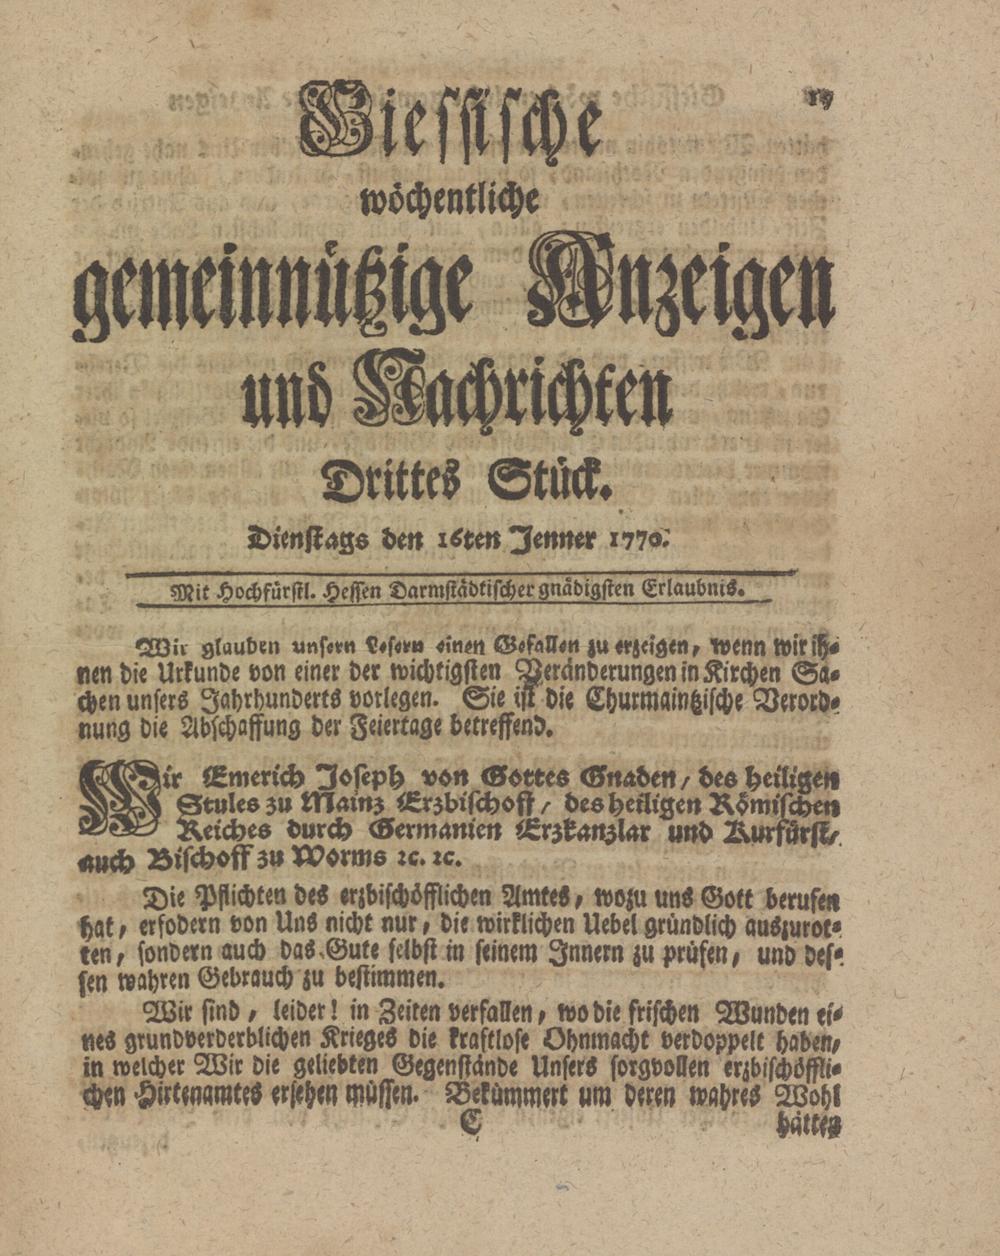 17
Giessische
wöchentliche
gemeinnützige Anzeigen
und Nachrichten
Drittes Stück.
Dienstags den 16ten Jenner 1770.
Mit Hochfürstl. Hessen Darmstädtischer gnädigsten Erlaubnis.
Wir glauben unsern Lesern einen Gefallen zu erzeigen, wenn wir ih-
nen die Urkunde von einer der wichtigsten Veränderungen in Kirchen Sa-
chen unsers Jahrhunderts vorlegen. Sie ist die Churmaintzische Verord-
nung die Abschaffung der Feiertage betreffend.
Wir Emerich Joseph von Gottes Gnaden, des heiligen
Stules zu Mainz Erzbischoff, des heiligen Römischen
Reiches durch Germanien Erzkanzlar und Kurfürst,
auch Bischoff zu Worms ꝛc. ꝛc.
Die Pflichten des erzbischöfflichen Amtes, wozu uns Gott berufen
hat, erfodern von Uns nicht nur, die wirklichen Uebel gründlich auszurot-
ten, sondern auch das Gute selbst in seinem Innern zu prüfen, und des-
sen wahren Gebrauch zu bestimmen.
Wir sind, leider! in Zeiten verfallen, wo die frischen Wunden ei-
nes grundverderblichen Krieges die kraftlose Ohnmacht verdoppelt haben,
in welcher Wir die geliebten Gegenstände Unsers sorgvollen erzbischöffli-
chen Hirtenamtes ersehen müssen. Bekümmert um deren wahres Wohl
C hätten